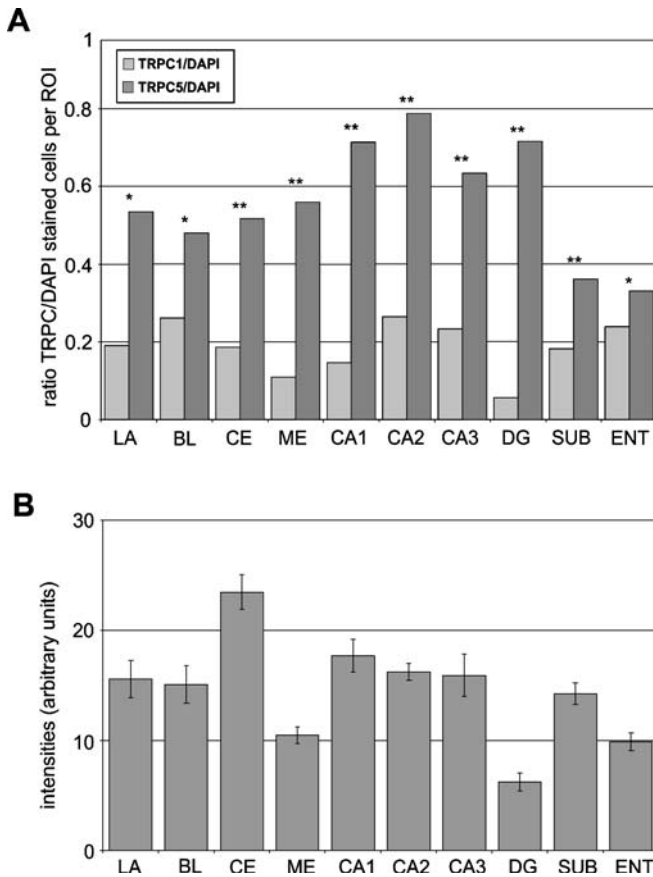 A
ratio TRPC/DAPI stained cells per ROI
1
0.8
0.6
0.4
0.2
0
TRPC1/DAPI
TRPC5/DAPI
* * ** ** ** ** ** ** ** *
LA BL CE ME CA1 CA2 CA3 DG SUB ENT
B
intensities (arbitrary units)
30
20
10
0
LA BL CE ME CA1 CA2 CA3 DG SUB ENT